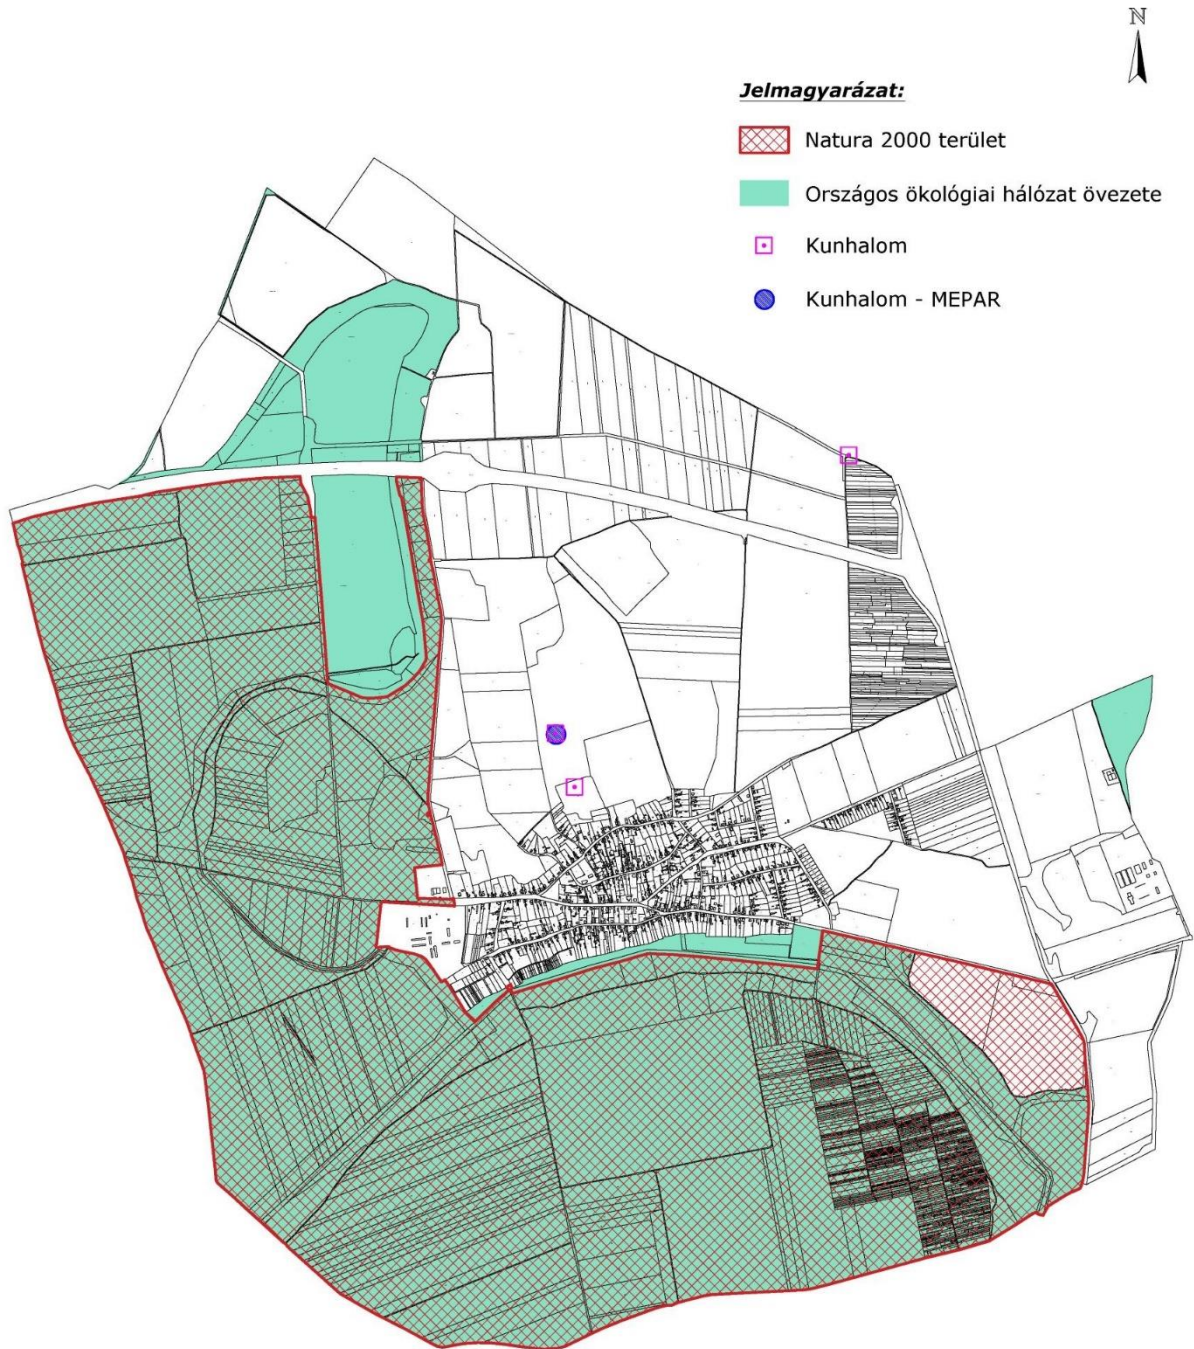 N
Jelmagyarázat:
Natura 2000 terület
Országos ökológiai hálózat övezete
Kunhalom
Kunhalom - MEPAR